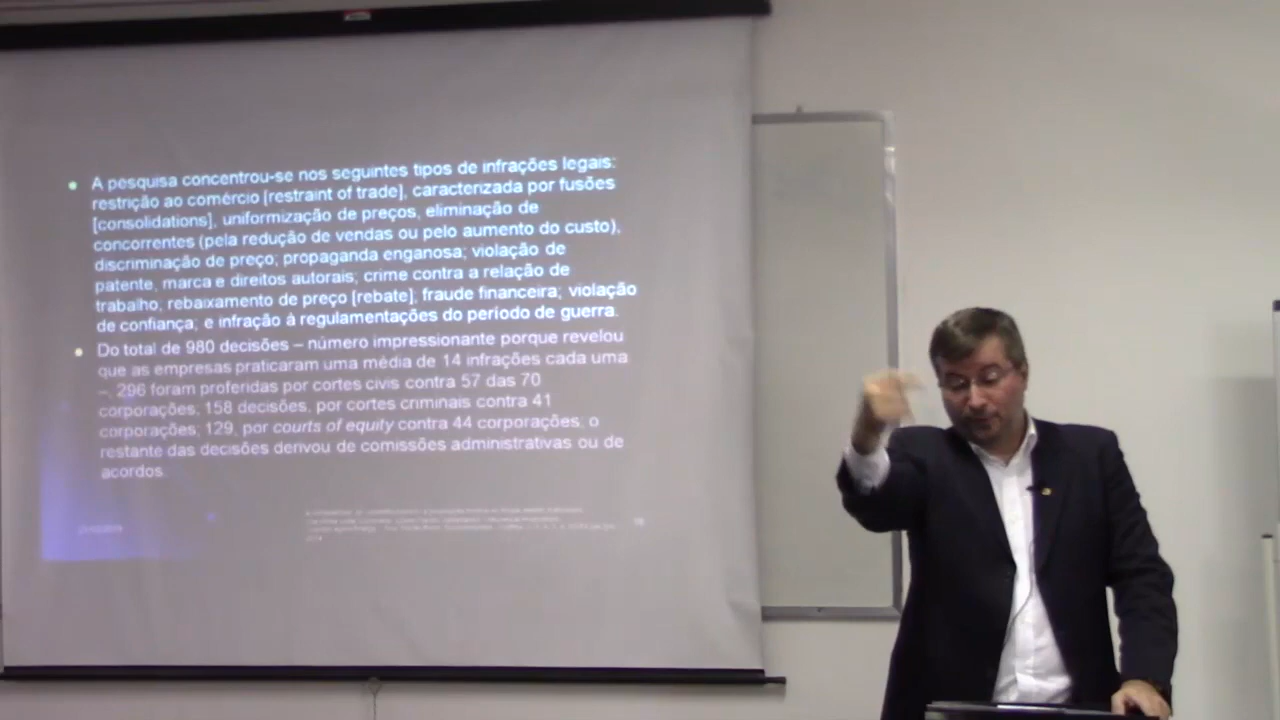 A pesquisa concentrou-se nos seguintes tipos de infrações legais:
restrição ao comércio [restraint of trade], caracterizada por fusões
[consolidations], uniformização de preços, eliminação de
concorrentes (pela redução de vendas ou pelo aumento do custo),
discriminação de preço; propaganda enganosa; violação de
patente, marca e direitos autorais; crime contra a relação de
trabalho, rebaixamento de preço [rebate]; fraude financeira; violação
de confiança; e infração à regulamentações do período de guerra.
Do total de 980 decisões – número impressionante porque revelou
que as empresas praticaram uma média de 14 infrações cada uma
–, 296 foram proferidas por cortes civis contra 57 das 70
corporações; 158 decisões, por cortes criminais contra 41
corporações; 129, por courts of equity contra 44 corporações; o
restante das decisões derivou de comissões administrativas ou de
acordos.